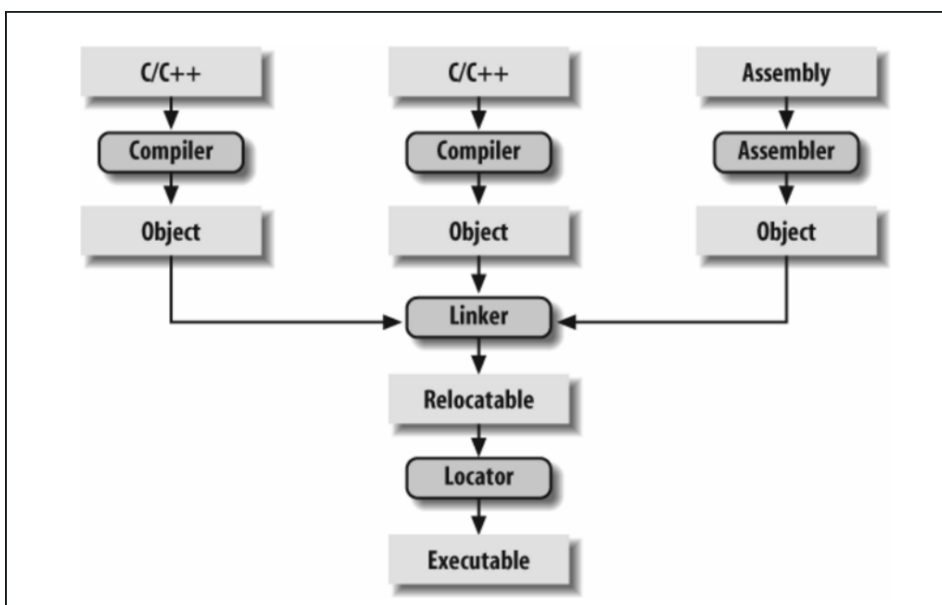 C/C++
C/C++
Assembly
Compiler
Compiler
Assembler
Object
Object
Object
Linker
Relocatable
Locator
Executable